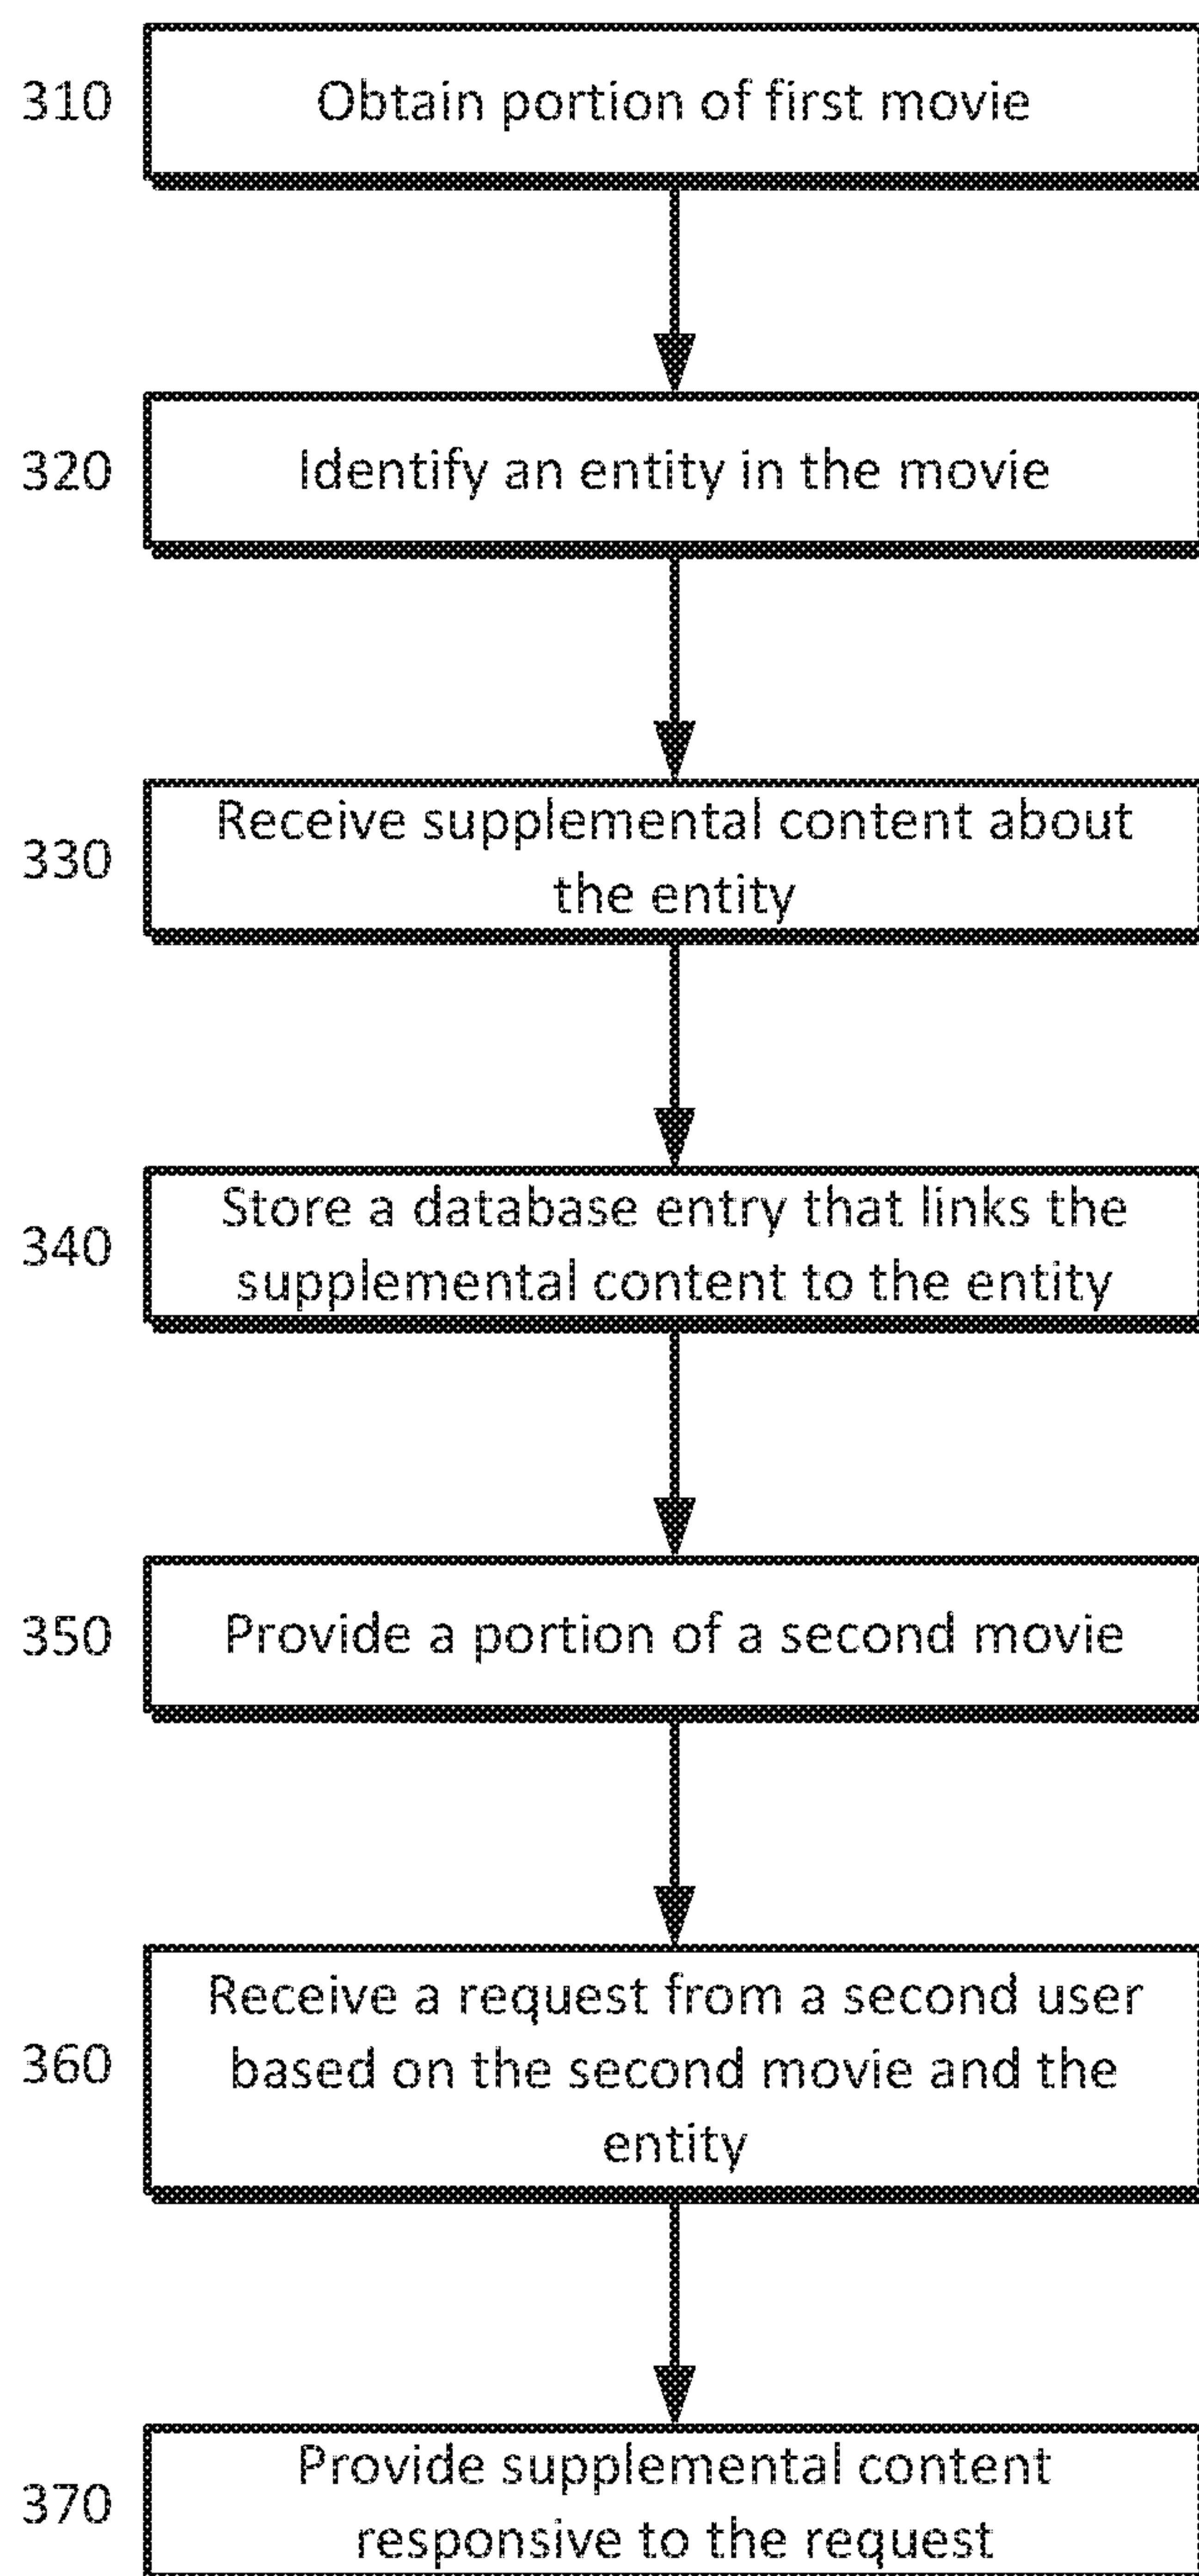 310
Obtain portion of first movie
320
Identify an entity in the movie
330
Receive supplemental content about
the entity
340
Store a database entry that links the
supplemental content to the entity
350
Provide a portion of a second movie
360
Receive a request from a second user
based on the second movie and the
entity
370
Provide supplemental content
responsive to the request